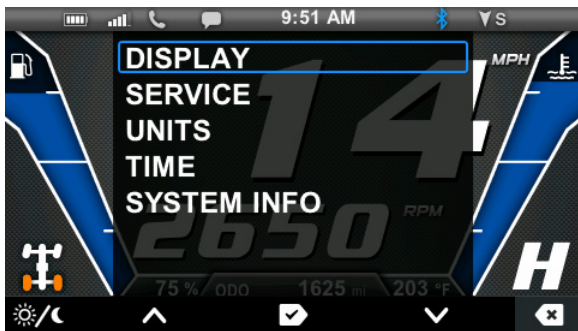 9:51 AM
S
DISPLAY
SERVICE
UNITS
TIME
SYSTEM INFO
14
MPH
2650
RPM
75 %
ODO
1625 mi
203 °F
H